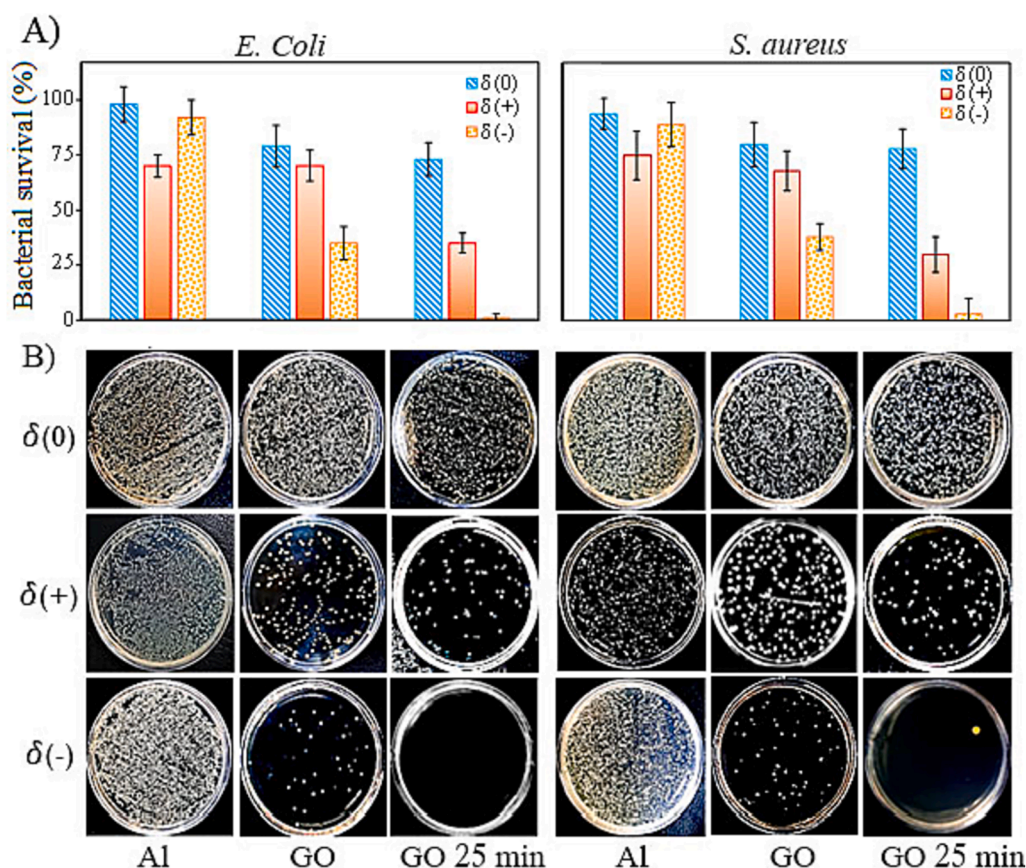 A)
E. Coli
S. aureus
Bacterial survival (%)
100
75
50
25
0
δ(0)
δ(+)
δ(-)
δ(0)
δ(+)
δ(-)
B)
δ(0)
δ(+)
δ(-)
Al GO GO 25 min Al GO GO 25 min